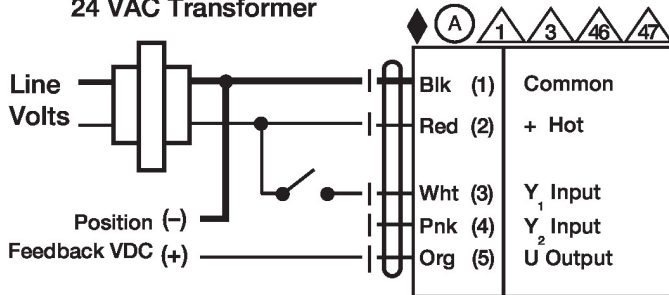 24 VAC Transformer
A 1 3 46 47
Line
Volts
Blk (1) Common
Red (2) + Hot
Wht (3) Y1 Input
Position (–)
Pnk (4) Y2 Input
Feedback VDC (+)
Org (5) U Output